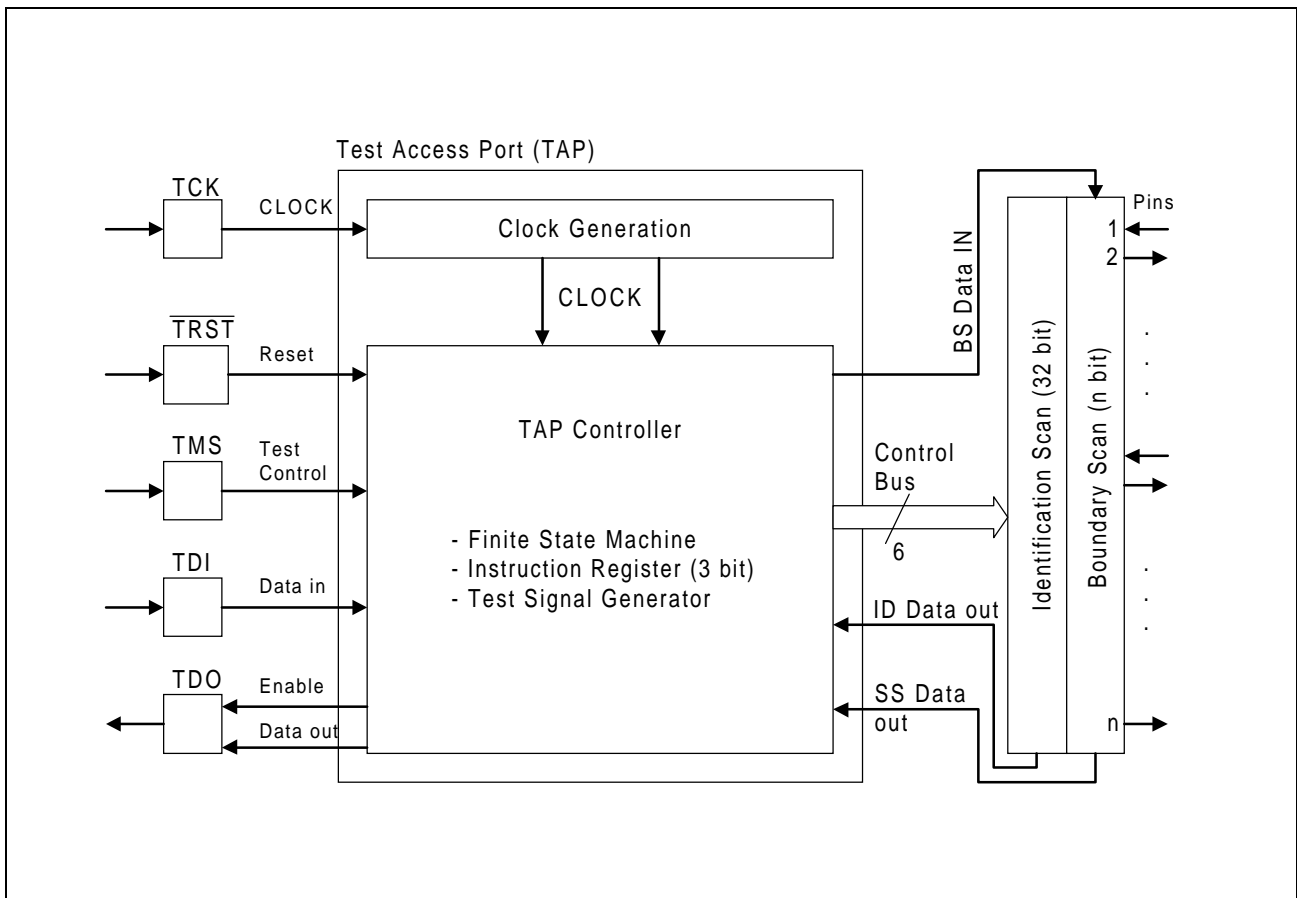 Test Access Port (TAP)
TCK
CLOCK
Clock Generation
CLOCK
TRST
Reset
TAP Controller
TMS
Test
Control
- Finite State Machine
- Instruction Register (3 bit)
- Test Signal Generator
TDI
Data in
TDO
Enable
Data out
BS Data IN
Control
Bus
6
ID Data out
SS Data
out
Identification Scan (32 bit)
Boundary Scan (n bit)
Pins
1
2
.
.
.
.
.
.
n